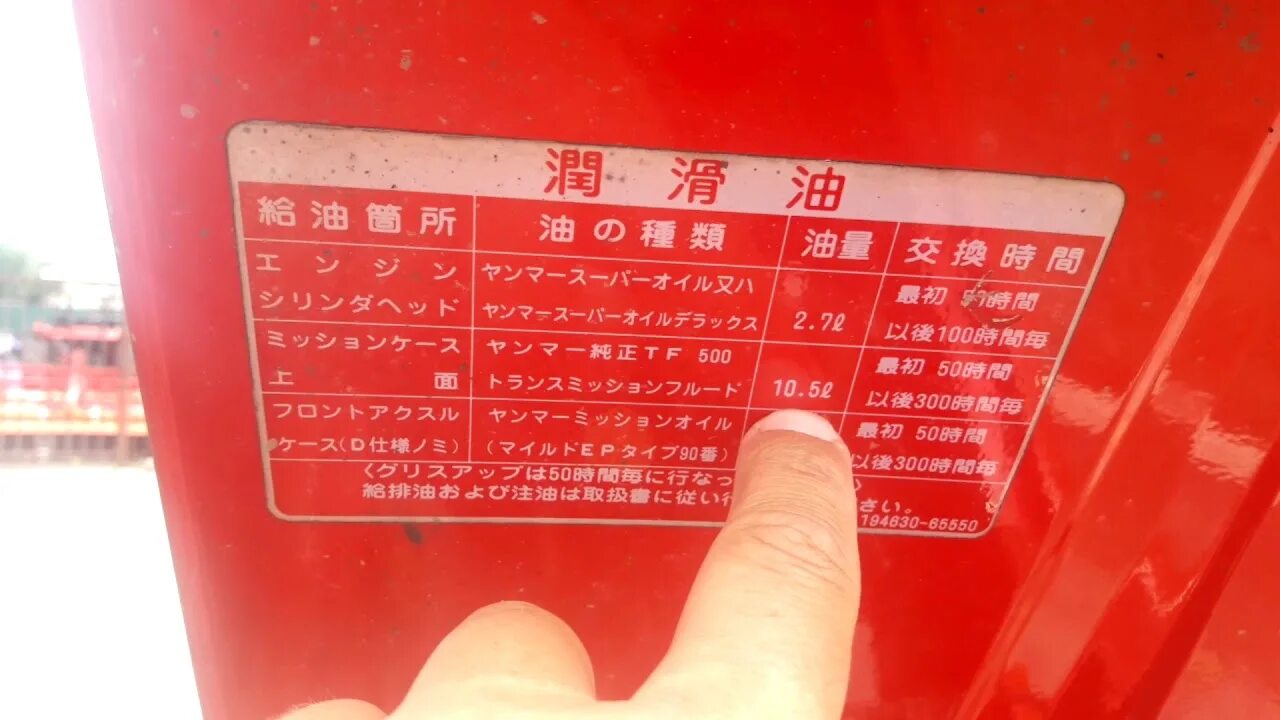 潤滑油
給油箇所 油の種類 油量 交換時間
エンジン ヤンマースーパーオイル又ハ 最初 時間
シリンダヘッド ヤンマースーパーオイルデラックス 2.7ℓ 以後100時間毎
ミッションケース ヤンマー純正TF 500 最初 50時間
上面 トランスミッションフルード 10.5ℓ 以後300時間毎
フロントアクスル ヤンマーミッションオイル 最初 50時間
ケース(D仕様ノミ) (マイルドEPタイプ90番) 以後300時間毎
〈グリスアップは50時間毎に行なっ
給排油および注油は取扱書に従い行 さい。
194630-65550